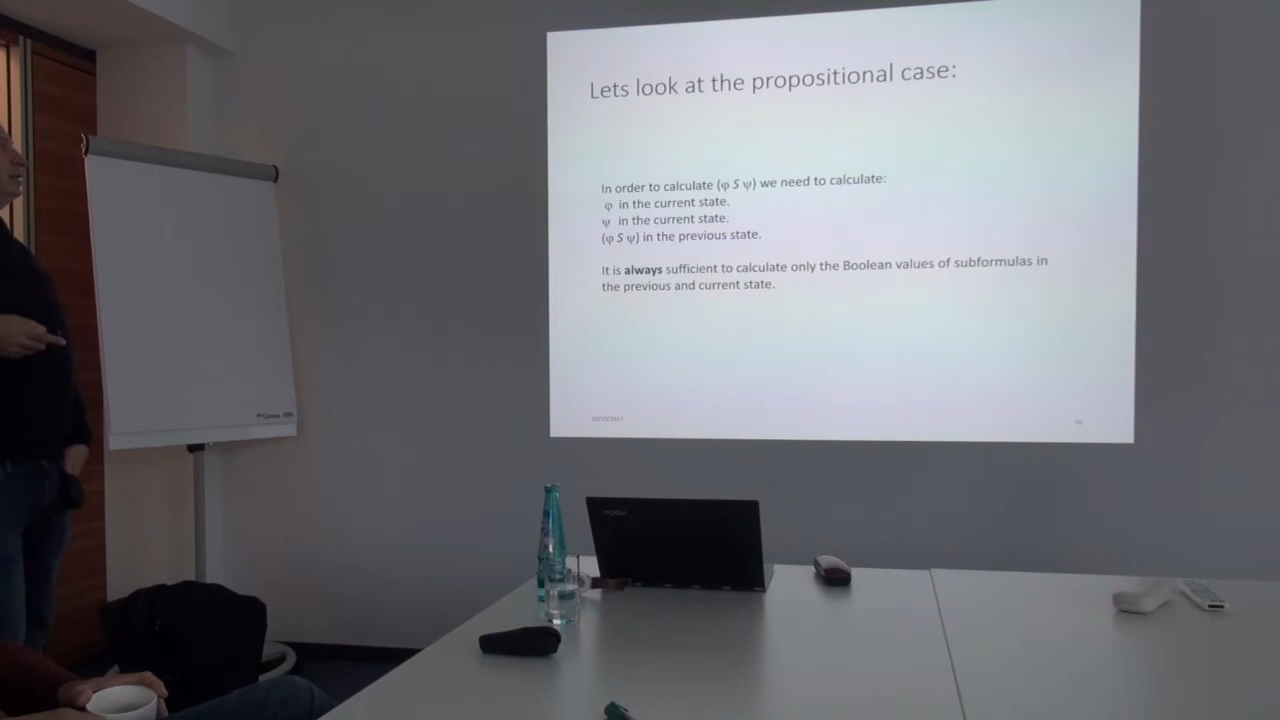 Lets look at the propositional case:
In order to calculate (φ S ψ) we need to calculate:
φ in the current state.
ψ in the current state.
(φ S ψ) in the previous state.
It is always sufficient to calculate only the Boolean values of subformulas in
the previous and current state.
YOGA